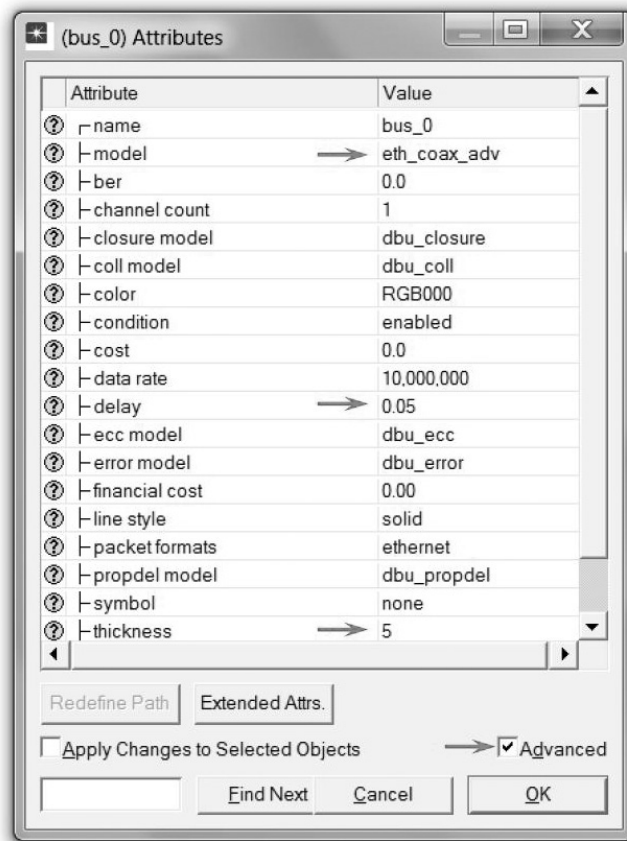 (bus_0) Attributes
Attribute Value
name bus_0
model eth_coax_adv
ber 0.0
channel count 1
closure model dbu_closure
coll model dbu_coll
color RGB000
condition enabled
cost 0.0
data rate 10,000,000
delay 0.05
ecc model dbu_ecc
error model dbu_error
financial cost 0.00
line style solid
packet formats ethernet
propdel model dbu_propdel
symbol none
thickness 5
Redefine Path Extended Attrs.
Apply Changes to Selected Objects Advanced
Find Next Cancel OK